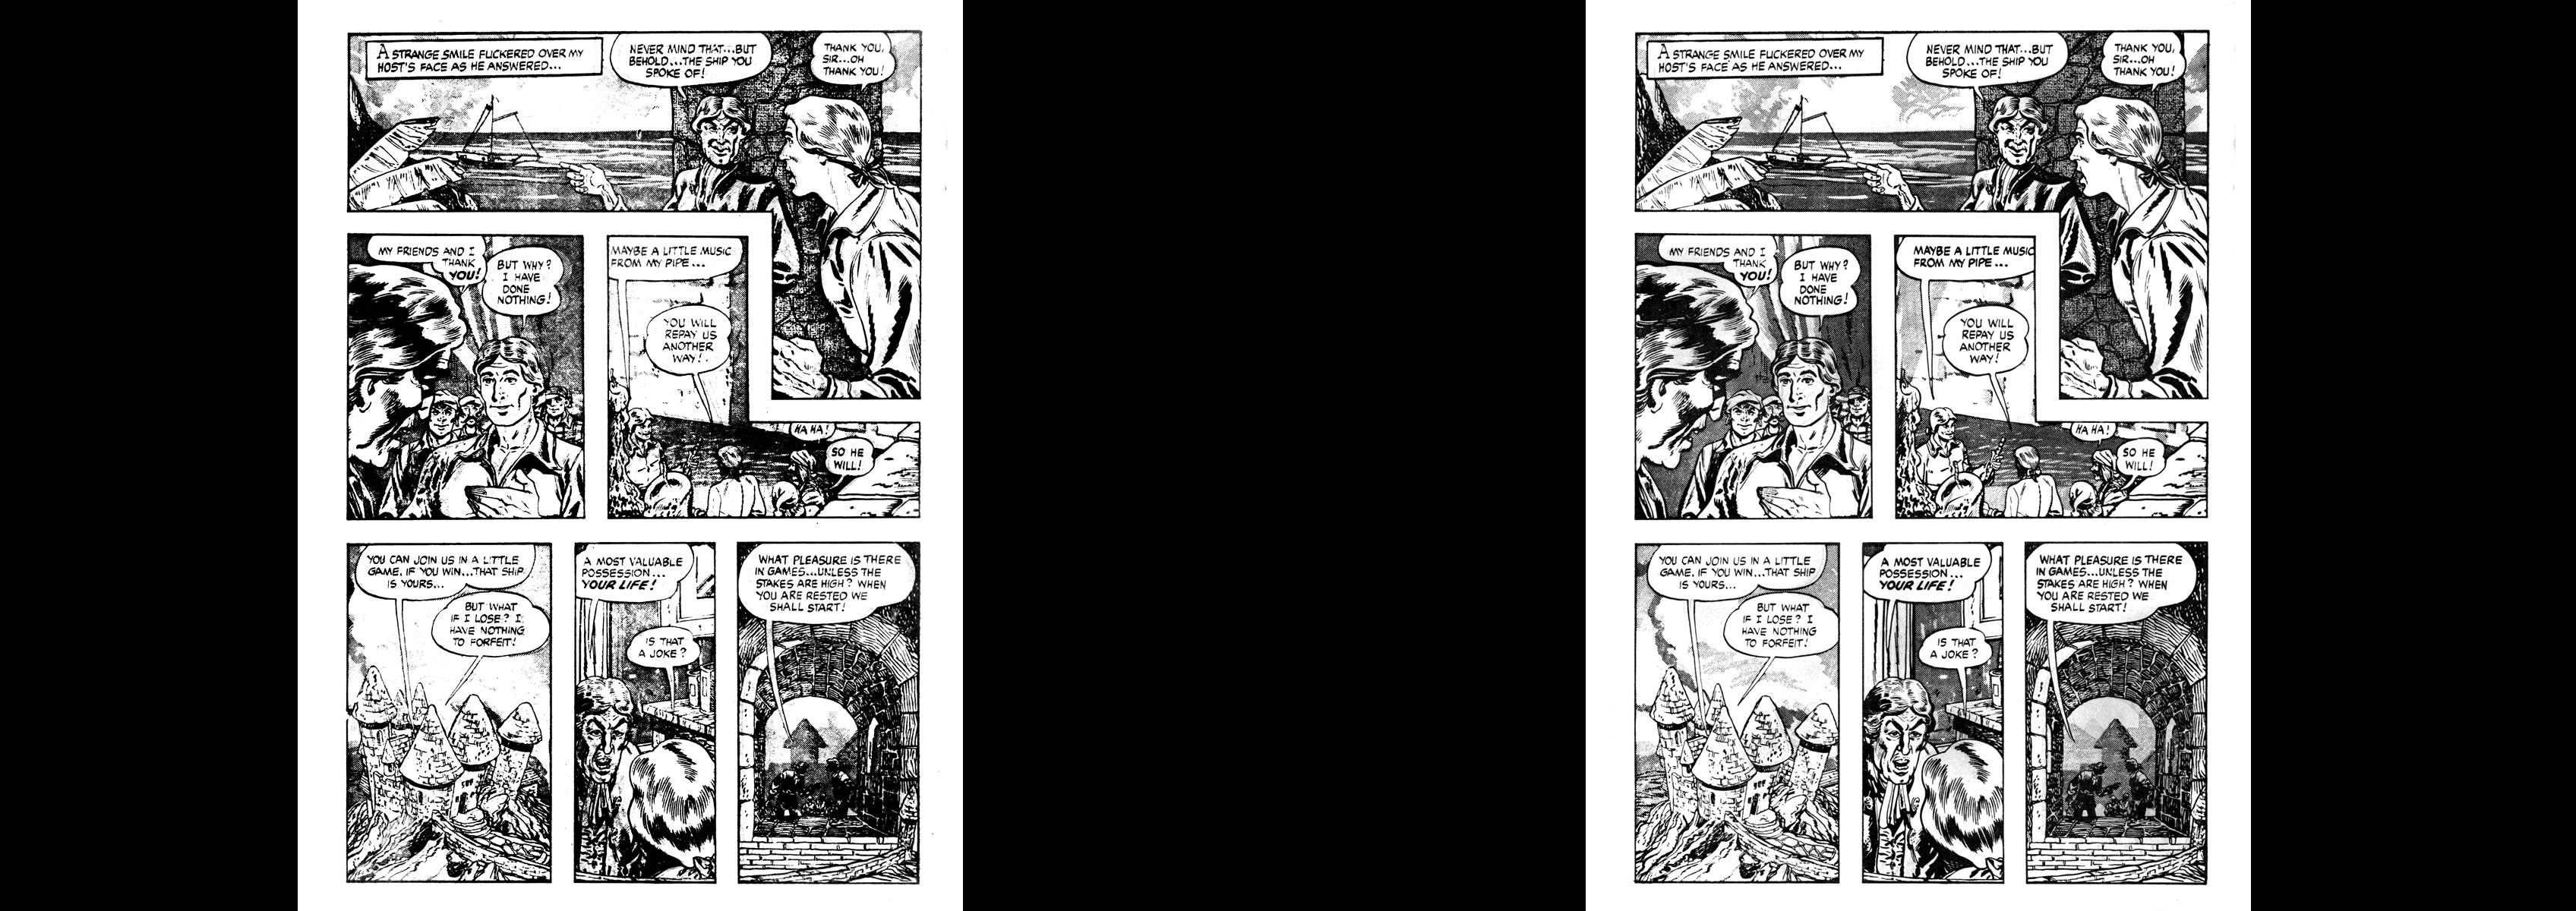 A STRANGE SMILE FLICKERED OVER MY
HOST'S FACE AS HE ANSWERED...
NEVER MIND THAT...BUT
BEHOLD...THE SHIP YOU
SPOKE OF!
THANK YOU,
SIR...OH
THANK YOU!
MY FRIENDS AND I
THANK
YOU!
BUT WHY?
I HAVE
DONE
NOTHING!
MAYBE A LITTLE MUSIC
FROM MY PIPE...
YOU WILL
REPAY US
ANOTHER
WAY!
HA HA!
SO HE
WILL!
YOU CAN JOIN US IN A LITTLE
GAME. IF YOU WIN...THAT SHIP
IS YOURS...
BUT WHAT
IF I LOSE? I
HAVE NOTHING
TO FORFEIT!
A MOST VALUABLE
POSSESSION...
YOUR LIFE!
IS THAT
A JOKE?
WHAT PLEASURE IS THERE
IN GAMES...UNLESS THE
STAKES ARE HIGH? WHEN
YOU ARE RESTED WE
SHALL START!
A STRANGE SMILE FLICKERED OVER MY
HOST'S FACE AS HE ANSWERED...
NEVER MIND THAT...BUT
BEHOLD...THE SHIP YOU
SPOKE OF!
THANK YOU,
SIR...OH
THANK YOU!
MY FRIENDS AND I
THANK
YOU!
BUT WHY?
I HAVE
DONE
NOTHING!
MAYBE A LITTLE MUSIC
FROM MY PIPE...
YOU WILL
REPAY US
ANOTHER
WAY!
HA HA!
SO HE
WILL!
YOU CAN JOIN US IN A LITTLE
GAME. IF YOU WIN...THAT SHIP
IS YOURS...
BUT WHAT
IF I LOSE? I
HAVE NOTHING
TO FORFEIT!
A MOST VALUABLE
POSSESSION...
YOUR LIFE!
IS THAT
A JOKE?
WHAT PLEASURE IS THERE
IN GAMES...UNLESS THE
STAKES ARE HIGH? WHEN
YOU ARE RESTED WE
SHALL START!